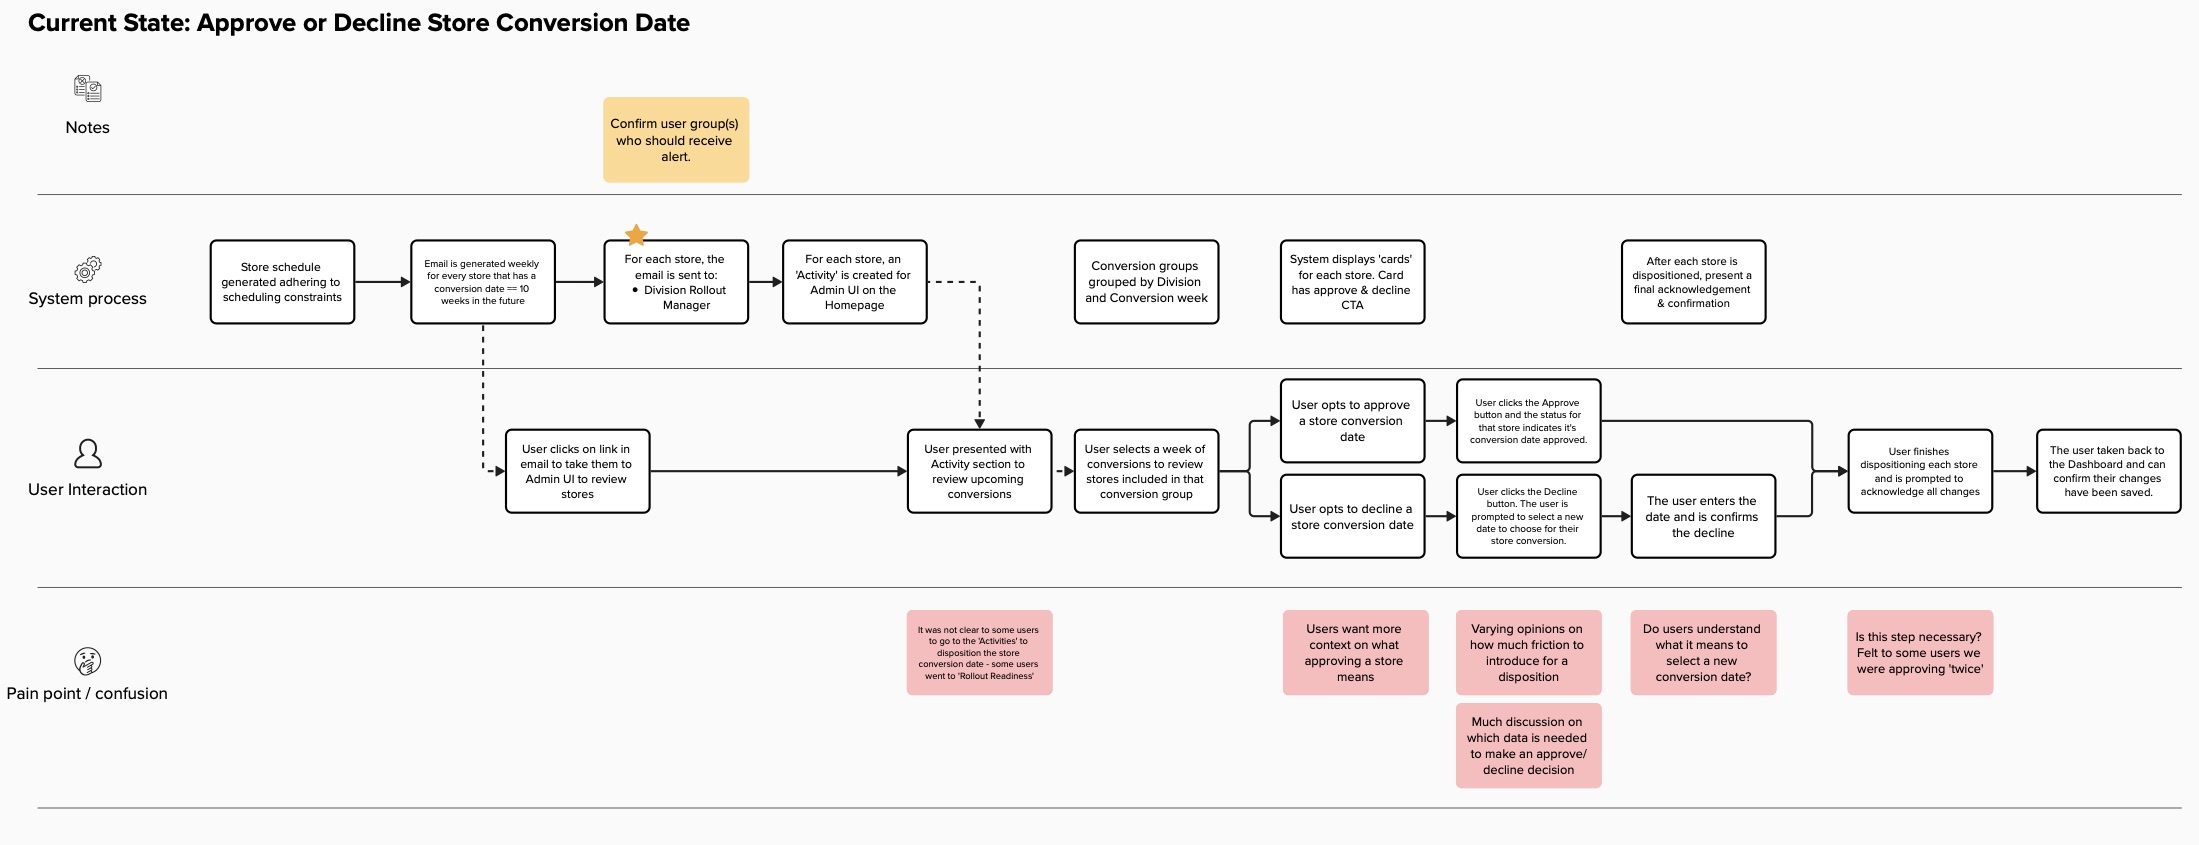 Current State: Approve or Decline Store Conversion Date
Notes
Confirm user group(s)
who should receive
alert.
System process
Store schedule
generated adhering to
scheduling constraints
Email is generated weekly
for every store that has a
conversion date == 10
weeks in the future
For each store, the
email is sent to:
• Division Rollout
Manager
For each store, an
'Activity' is created for
Admin UI on the
Homepage
Conversion groups
grouped by Division
and Conversion week
System displays 'cards'
for each store. Card
has approve & decline
CTA
After each store is
dispositioned, present a
final acknowledgement
& confirmation
User Interaction
User clicks on link in
email to take them to
Admin UI to review
stores
User presented with
Activity section to
review upcoming
conversions
User selects a week of
conversions to review
stores included in that
conversion group
User opts to approve
a store conversion
date
User clicks the Approve
button and the status for
that store indicates it's
conversion date approved.
User opts to decline a
store conversion date
User clicks the Decline
button. The user is
prompted to select a new
date to choose for their
store conversion.
The user enters the
date and is confirms
the decline
User finishes
dispositioning each store
and is prompted to
acknowledge all changes
The user taken back to
the Dashboard and can
confirm their changes
have been saved.
Pain point / confusion
It was not clear to some users
to go to the 'Activities' to
disposition the store
conversion date - some users
went to 'Rollout Readiness'
Users want more
context on what
approving a store
means
Varying opinions on
how much friction to
introduce for a
disposition
Do users understand
what it means to
select a new
conversion date?
Is this step necessary?
Felt to some users we
were approving 'twice'
Much discussion on
which data is needed
to make an approve/
decline decision